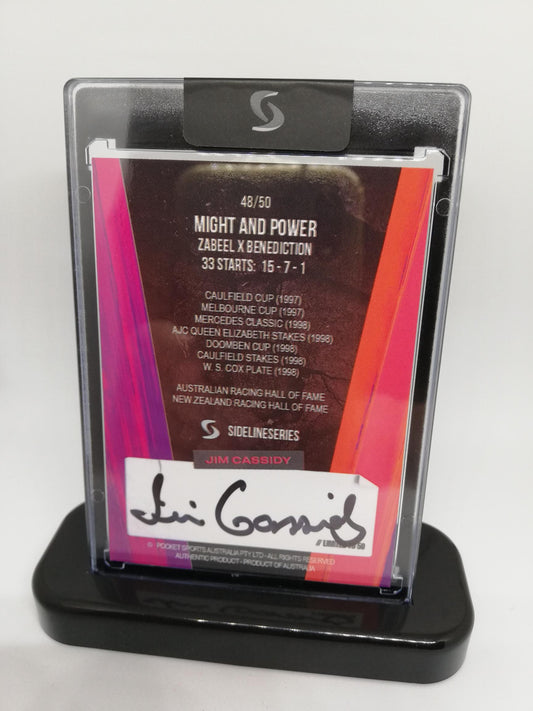 48/50
MIGHT AND POWER
ZABEEL X BENEDICTION
33 STARTS: 15 - 7 - 1
CAULFIELD CUP (1997)
MELBOURNE CUP (1997)
MERCEDES CLASSIC (1998)
AJC QUEEN ELIZABETH STAKES (1998)
DOOMBEN CUP (1998)
CAULFIELD STAKES (1998)
W. S. COX PLATE (1998)
AUSTRALIAN RACING HALL OF FAME
NEW ZEALAND RACING HALL OF FAME
SIDELINESERIES
JIM CASSIDY
Jim Cassidy
© POCKET SPORTS AUSTRALIA PTY LTD - ALL RIGHTS RESERVED
AUTHENTIC PRODUCT - PRODUCT OF AUSTRALIA